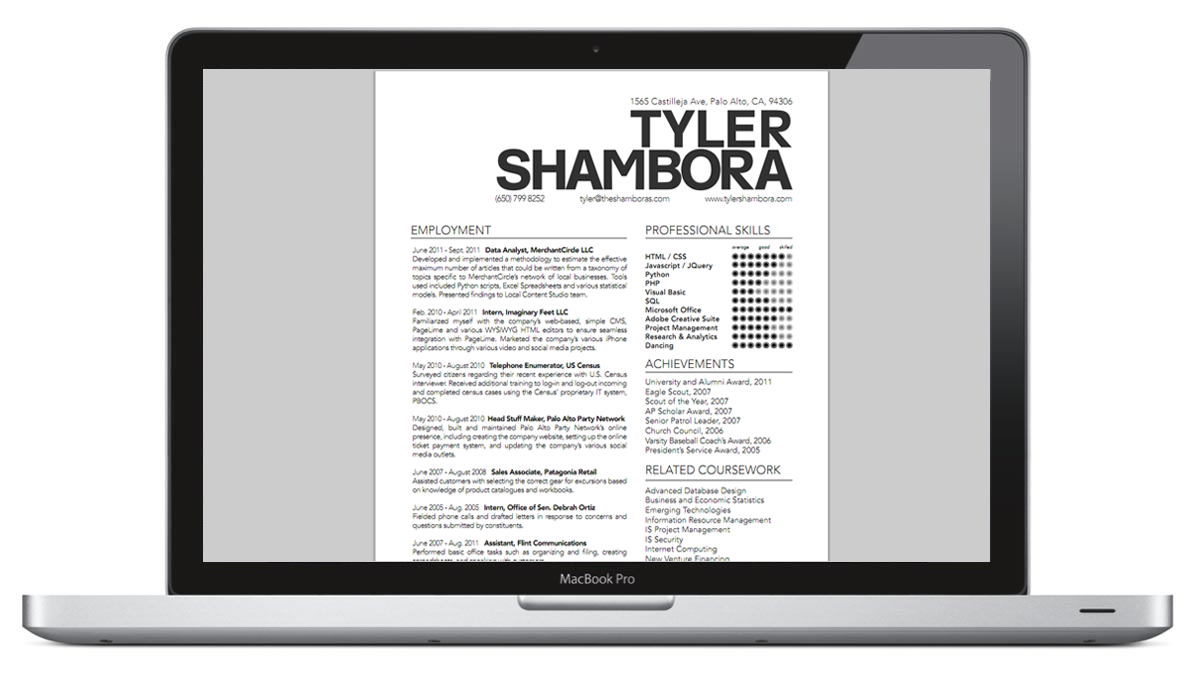 1565 Castilleja Ave, Palo Alto, CA, 94306
TYLER
SHAMBORA
(650) 799 8252 tyler@theshamboras.com www.tylershambora.com
EMPLOYMENT
June 2011 - Sept. 2011 Data Analyst, MerchantCircle LLC
Developed and implemented a methodology to estimate the effective
maximum number of articles that could be written from a taxonomy of
topics specific to MerchantCircle's network of local businesses. Tools
used included Python scripts, Excel Spreadsheets and various statistical
models. Presented findings to Local Content Studio team.
Feb. 2010 - April 2011 Intern, Imaginary Feet LLC
Familiarized myself with the company's web-based, simple CMS,
PageLime and various WYSIWYG HTML editors to ensure seamless
integration with PageLime. Marketed the company's various iPhone
applications through various video and social media projects.
May 2010 - August 2010 Telephone Enumerator, US Census
Surveyed citizens regarding their recent experience with U.S. Census
interviewer. Received additional training to log-in and log-out incoming
and completed census cases using the Census' proprietary IT system,
PBOCS.
May 2010 - August 2010 Head Stuff Maker, Palo Alto Party Network
Designed, built and maintained Palo Alto Party Network's online
presence, including creating the company website, setting up the online
ticket payment system, and updating the company's various social
media outlets.
June 2007 - August 2008 Sales Associate, Patagonia Retail
Assisted customers with selecting the correct gear for excursions based
on knowledge of product catalogues and workbooks.
June 2005 - Aug. 2005 Intern, Office of Sen. Debrah Ortiz
Fielded phone calls and drafted letters in response to concerns and
questions submitted by constituents.
June 2007 - Aug. 2011 Assistant, Flint Communications
Performed basic office tasks such as organizing and filing, creating
PROFESSIONAL SKILLS
average good skilled
HTML / CSS
Javascript / JQuery
Python
PHP
Visual Basic
SQL
Microsoft Office
Adobe Creative Suite
Project Management
Research & Analytics
Dancing
ACHIEVEMENTS
University and Alumni Award, 2011
Eagle Scout, 2007
Scout of the Year, 2007
AP Scholar Award, 2007
Senior Patrol Leader, 2007
Church Council, 2006
Varsity Baseball Coach's Award, 2006
President's Service Award, 2005
RELATED COURSEWORK
Advanced Database Design
Business and Economic Statistics
Emerging Technologies
Information Resource Management
IS Project Management
IS Security
Internet Computing
New Venture Financing
MacBook Pro